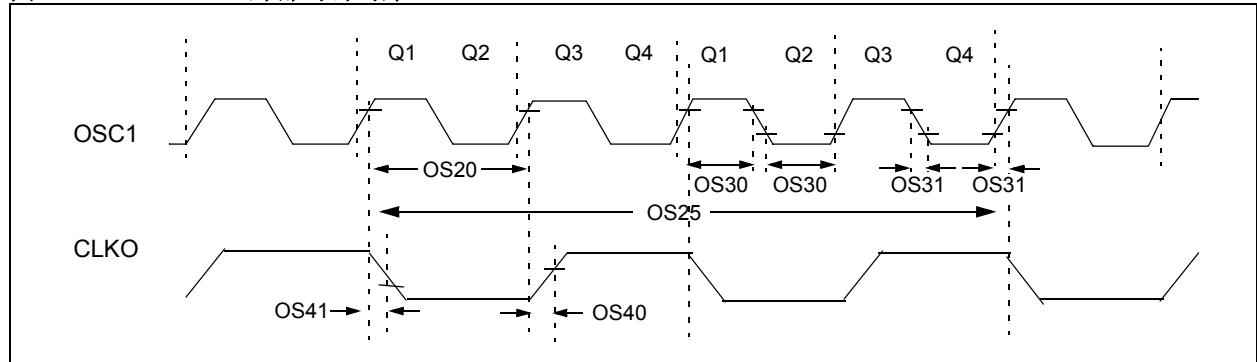 Q1 Q2 Q3 Q4 Q1 Q2 Q3 Q4
OSC1
OS20
OS30 OS30
OS31 OS31
OS25
CLKO
OS41
OS40